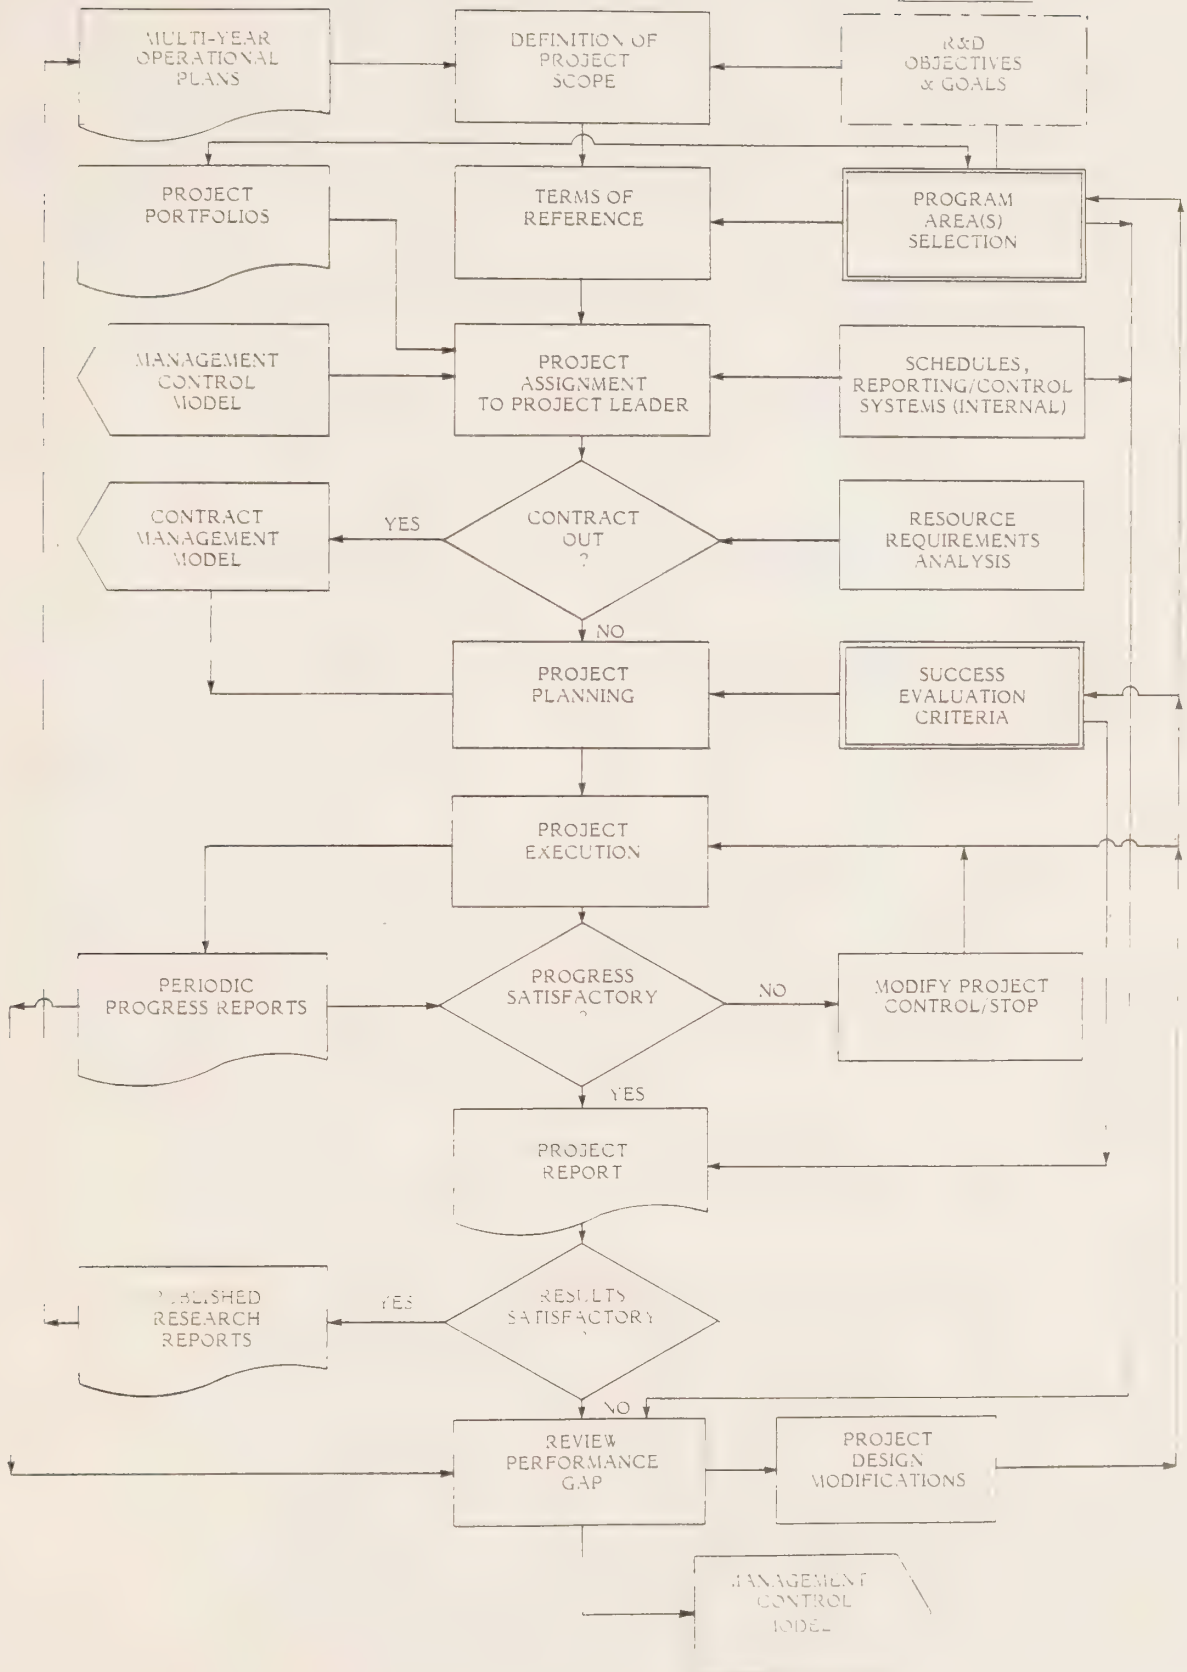 MULTI-YEAR
OPERATIONAL
PLANS
DEFINITION OF
PROJECT
SCOPE
R&D
OBJECTIVES
& GOALS
PROJECT
PORTFOLIOS
TERMS OF
REFERENCE
PROGRAM
AREA(S)
SELECTION
MANAGEMENT
CONTROL
MODEL
PROJECT
ASSIGNMENT
TO PROJECT LEADER
SCHEDULES,
REPORTING/CONTROL
SYSTEMS (INTERNAL)
CONTRACT
MANAGEMENT
MODEL
YES
CONTRACT
OUT
?
RESOURCE
REQUIREMENTS
ANALYSIS
NO
PROJECT
PLANNING
SUCCESS
EVALUATION
CRITERIA
PROJECT
EXECUTION
PERIODIC
PROGRESS REPORTS
PROGRESS
SATISFACTORY
?
NO
MODIFY PROJECT
CONTROL/STOP
YES
PROJECT
REPORT
PUBLISHED
RESEARCH
REPORTS
YES
RESULTS
SATISFACTORY
?
NO
REVIEW
PERFORMANCE
GAP
PROJECT
DESIGN
MODIFICATIONS
MANAGEMENT
CONTROL
MODEL